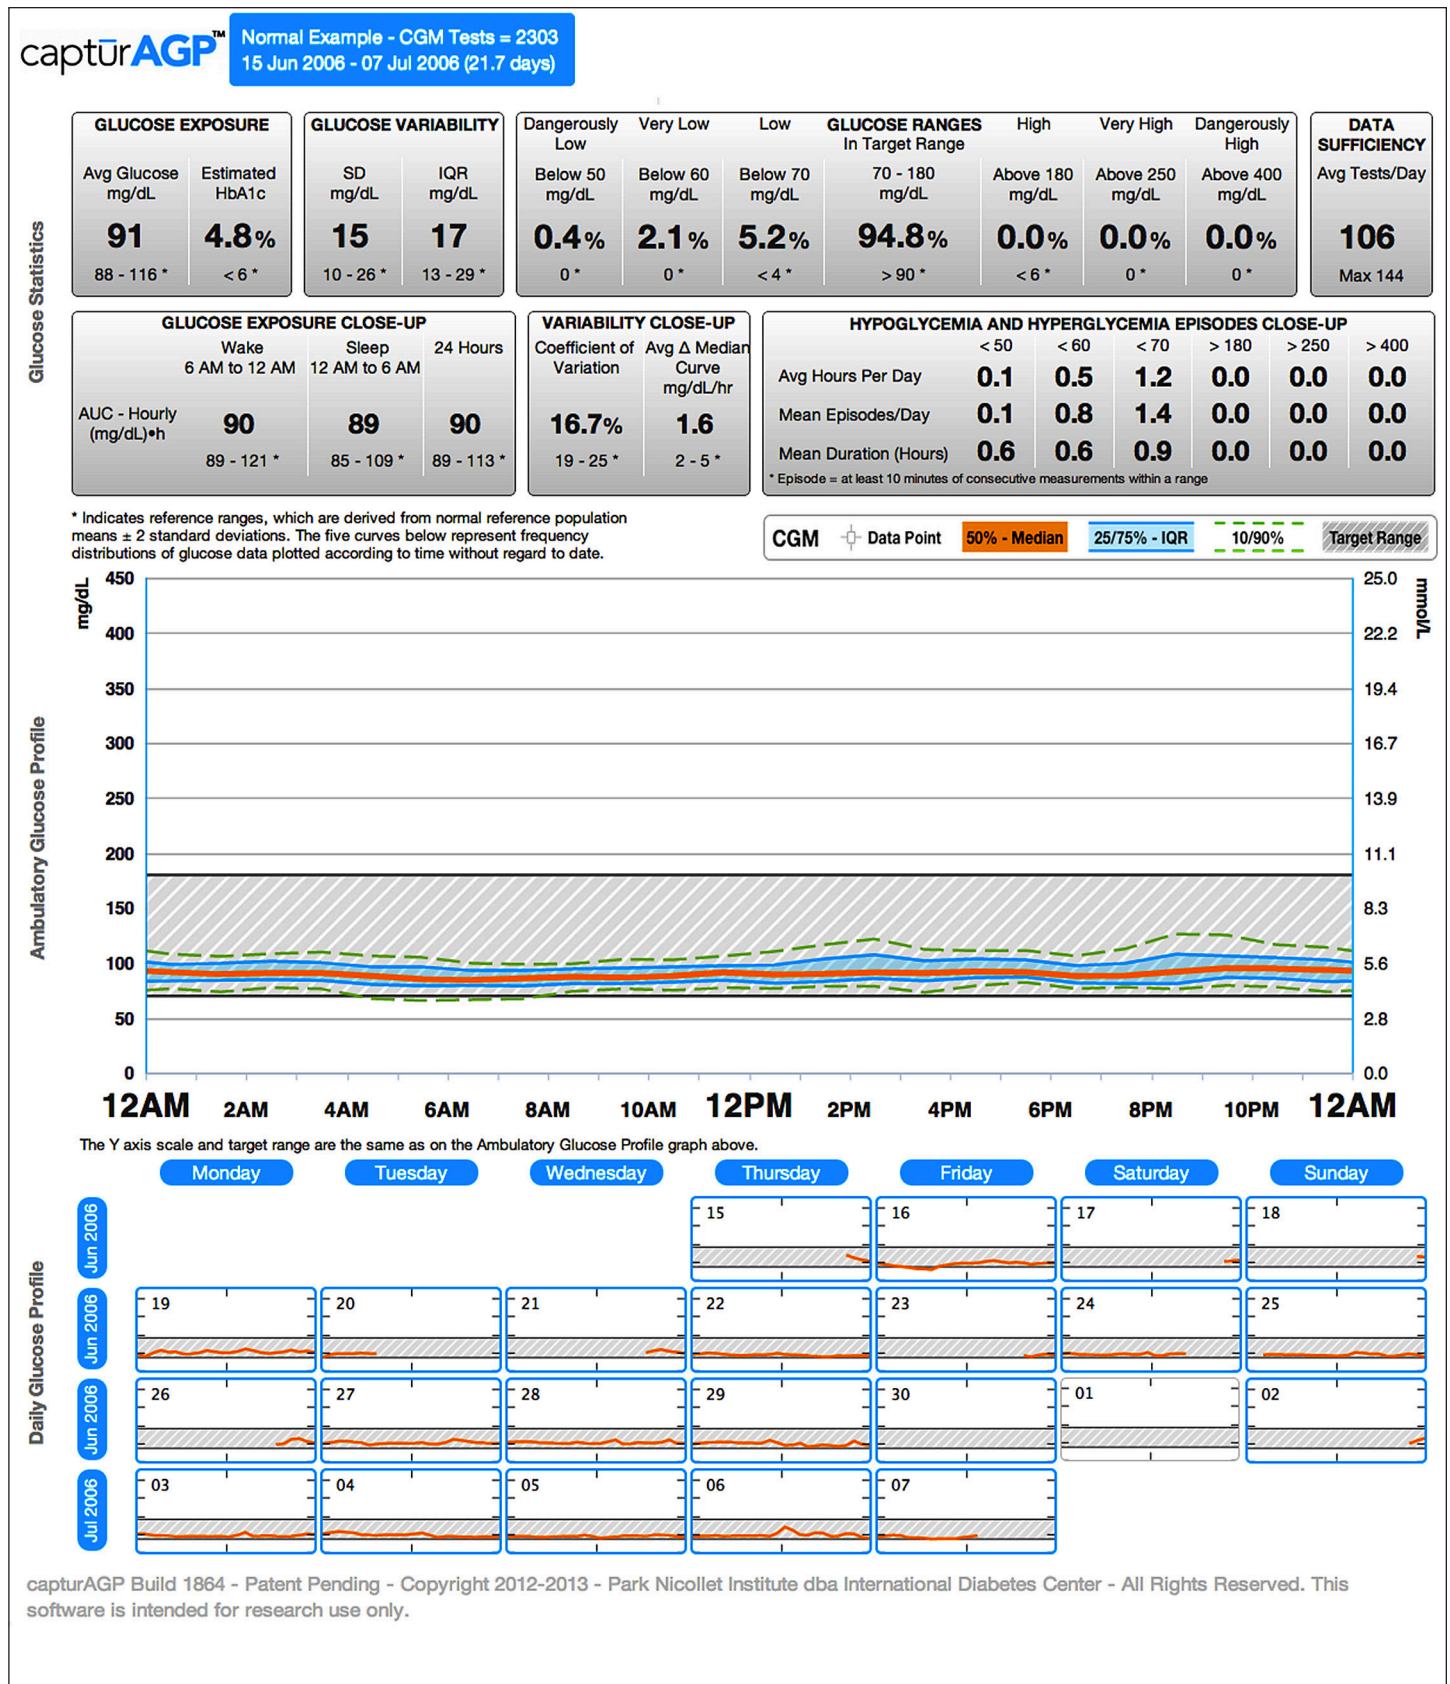 captūrAGP™
Normal Example - CGM Tests = 2303
15 Jun 2006 - 07 Jul 2006 (21.7 days)
Glucose Statistics
GLUCOSE EXPOSURE
Avg Glucose mg/dL
Estimated HbA1c
91
4.8%
88 - 116 *
< 6 *
GLUCOSE VARIABILITY
SD mg/dL
IQR mg/dL
15
17
10 - 26 *
13 - 29 *
Dangerously Low
Very Low
Low
GLUCOSE RANGES
In Target Range
High
Very High
Dangerously High
Below 50 mg/dL
Below 60 mg/dL
Below 70 mg/dL
70 - 180 mg/dL
Above 180 mg/dL
Above 250 mg/dL
Above 400 mg/dL
0.4%
2.1%
5.2%
94.8%
0.0%
0.0%
0.0%
0 *
0 *
< 4 *
> 90 *
< 6 *
0 *
0 *
DATA SUFFICIENCY
Avg Tests/Day
106
Max 144
GLUCOSE EXPOSURE CLOSE-UP
Wake
6 AM to 12 AM
Sleep
12 AM to 6 AM
24 Hours
AUC - Hourly
(mg/dL)•h
90
89
90
89 - 121 *
85 - 109 *
89 - 113 *
VARIABILITY CLOSE-UP
Coefficient of Variation
Avg Δ Median Curve mg/dL/hr
16.7%
1.6
19 - 25 *
2 - 5 *
HYPOGLYCEMIA AND HYPERGLYCEMIA EPISODES CLOSE-UP
< 50 < 60 < 70 > 180 > 250 > 400
Avg Hours Per Day 0.1 0.5 1.2 0.0 0.0 0.0
Mean Episodes/Day 0.1 0.8 1.4 0.0 0.0 0.0
Mean Duration (Hours) 0.6 0.6 0.9 0.0 0.0 0.0
* Episode = at least 10 minutes of consecutive measurements within a range
* Indicates reference ranges, which are derived from normal reference population
means ± 2 standard deviations. The five curves below represent frequency
distributions of glucose data plotted according to time without regard to date.
CGM Data Point 50% - Median 25/75% - IQR 10/90% Target Range
Ambulatory Glucose Profile
mg/dL
450
400
350
300
250
200
150
100
50
0
25.0
22.2
19.4
16.7
13.9
11.1
8.3
5.6
2.8
0.0
mmol/L
12AM 2AM 4AM 6AM 8AM 10AM 12PM 2PM 4PM 6PM 8PM 10PM 12AM
The Y axis scale and target range are the same as on the Ambulatory Glucose Profile graph above.
Daily Glucose Profile
Monday Tuesday Wednesday Thursday Friday Saturday Sunday
Jun 2006
15 16 17 18
Jun 2006
19 20 21 22 23 24 25
Jun 2006
26 27 28 29 30 01 02
Jul 2006
03 04 05 06 07
capturAGP Build 1864 - Patent Pending - Copyright 2012-2013 - Park Nicollet Institute dba International Diabetes Center - All Rights Reserved. This
software is intended for research use only.